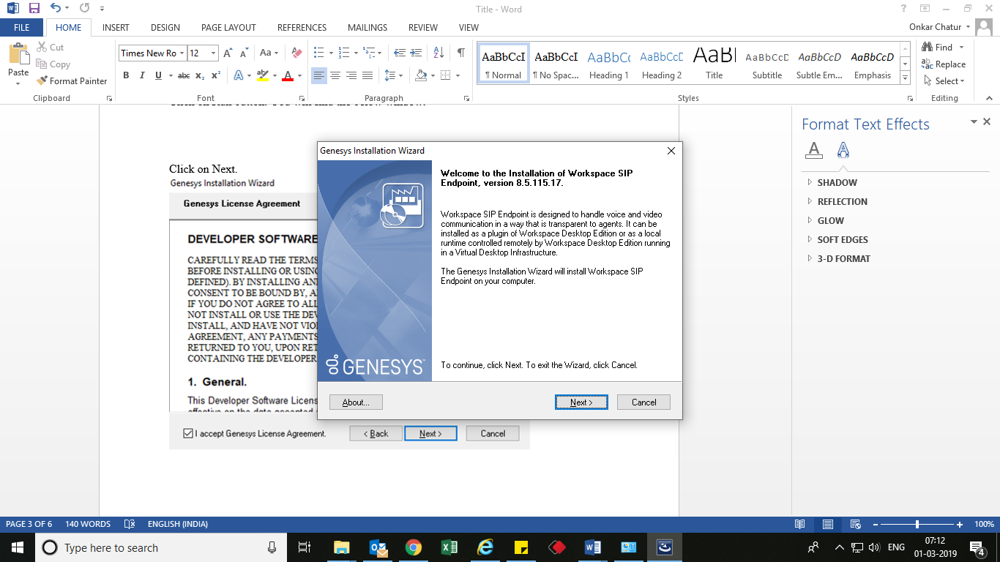 Title - Word
FILE HOME INSERT DESIGN PAGE LAYOUT REFERENCES MAILINGS REVIEW VIEW
Onkar Chatur
Paste
Cut
Copy
Format Painter
Clipboard
Times New Ro
12
Font
Paragraph
AaBbCcI AaBbCcI AaBbCc AaBbCcD AaBI AaBbCcD AaBbCcD AaBbCcD
¶ Normal ¶ No Spac... Heading 1 Heading 2 Title Subtitle Subtle Em... Emphasis
Styles
Find
Replace
Select
Editing
Click on Next.
Genesys Installation Wizard
Genesys License Agreement
DEVELOPER SOFTWARE
CAREFULLY READ THE TERMS
BEFORE INSTALLING OR USING
DEFINED). BY INSTALLING AN
CONSENT TO BE BOUND BY, A
IF YOU DO NOT AGREE TO ALL
NOT INSTALL OR USE THE DEV
INSTALL, AND HAVE NOT VIO
AGREEMENT, ANY PAYMENTS
RETURNED TO YOU, UPON RET
CONTAINING THE DEVELOPER
1. General.
This Developer Software Licens
effective on the date accepted
I accept Genesys License Agreement.
< Back Next > Cancel
Genesys Installation Wizard
Welcome to the Installation of Workspace SIP
Endpoint, version 8.5.115.17.
Workspace SIP Endpoint is designed to handle voice and video
communication in a way that is transparent to agents. It can be
installed as a plugin of Workspace Desktop Edition or as a local
runtime controlled remotely by Workspace Desktop Edition running
in a Virtual Desktop Infrastructure.
The Genesys Installation Wizard will install Workspace SIP
Endpoint on your computer.
To continue, click Next. To exit the Wizard, click Cancel.
GENESYS
About... Next > Cancel
Format Text Effects
SHADOW
REFLECTION
GLOW
SOFT EDGES
3-D FORMAT
PAGE 3 OF 6 140 WORDS ENGLISH (INDIA)
100%
Type here to search
ENG
07:12
01-03-2019
4